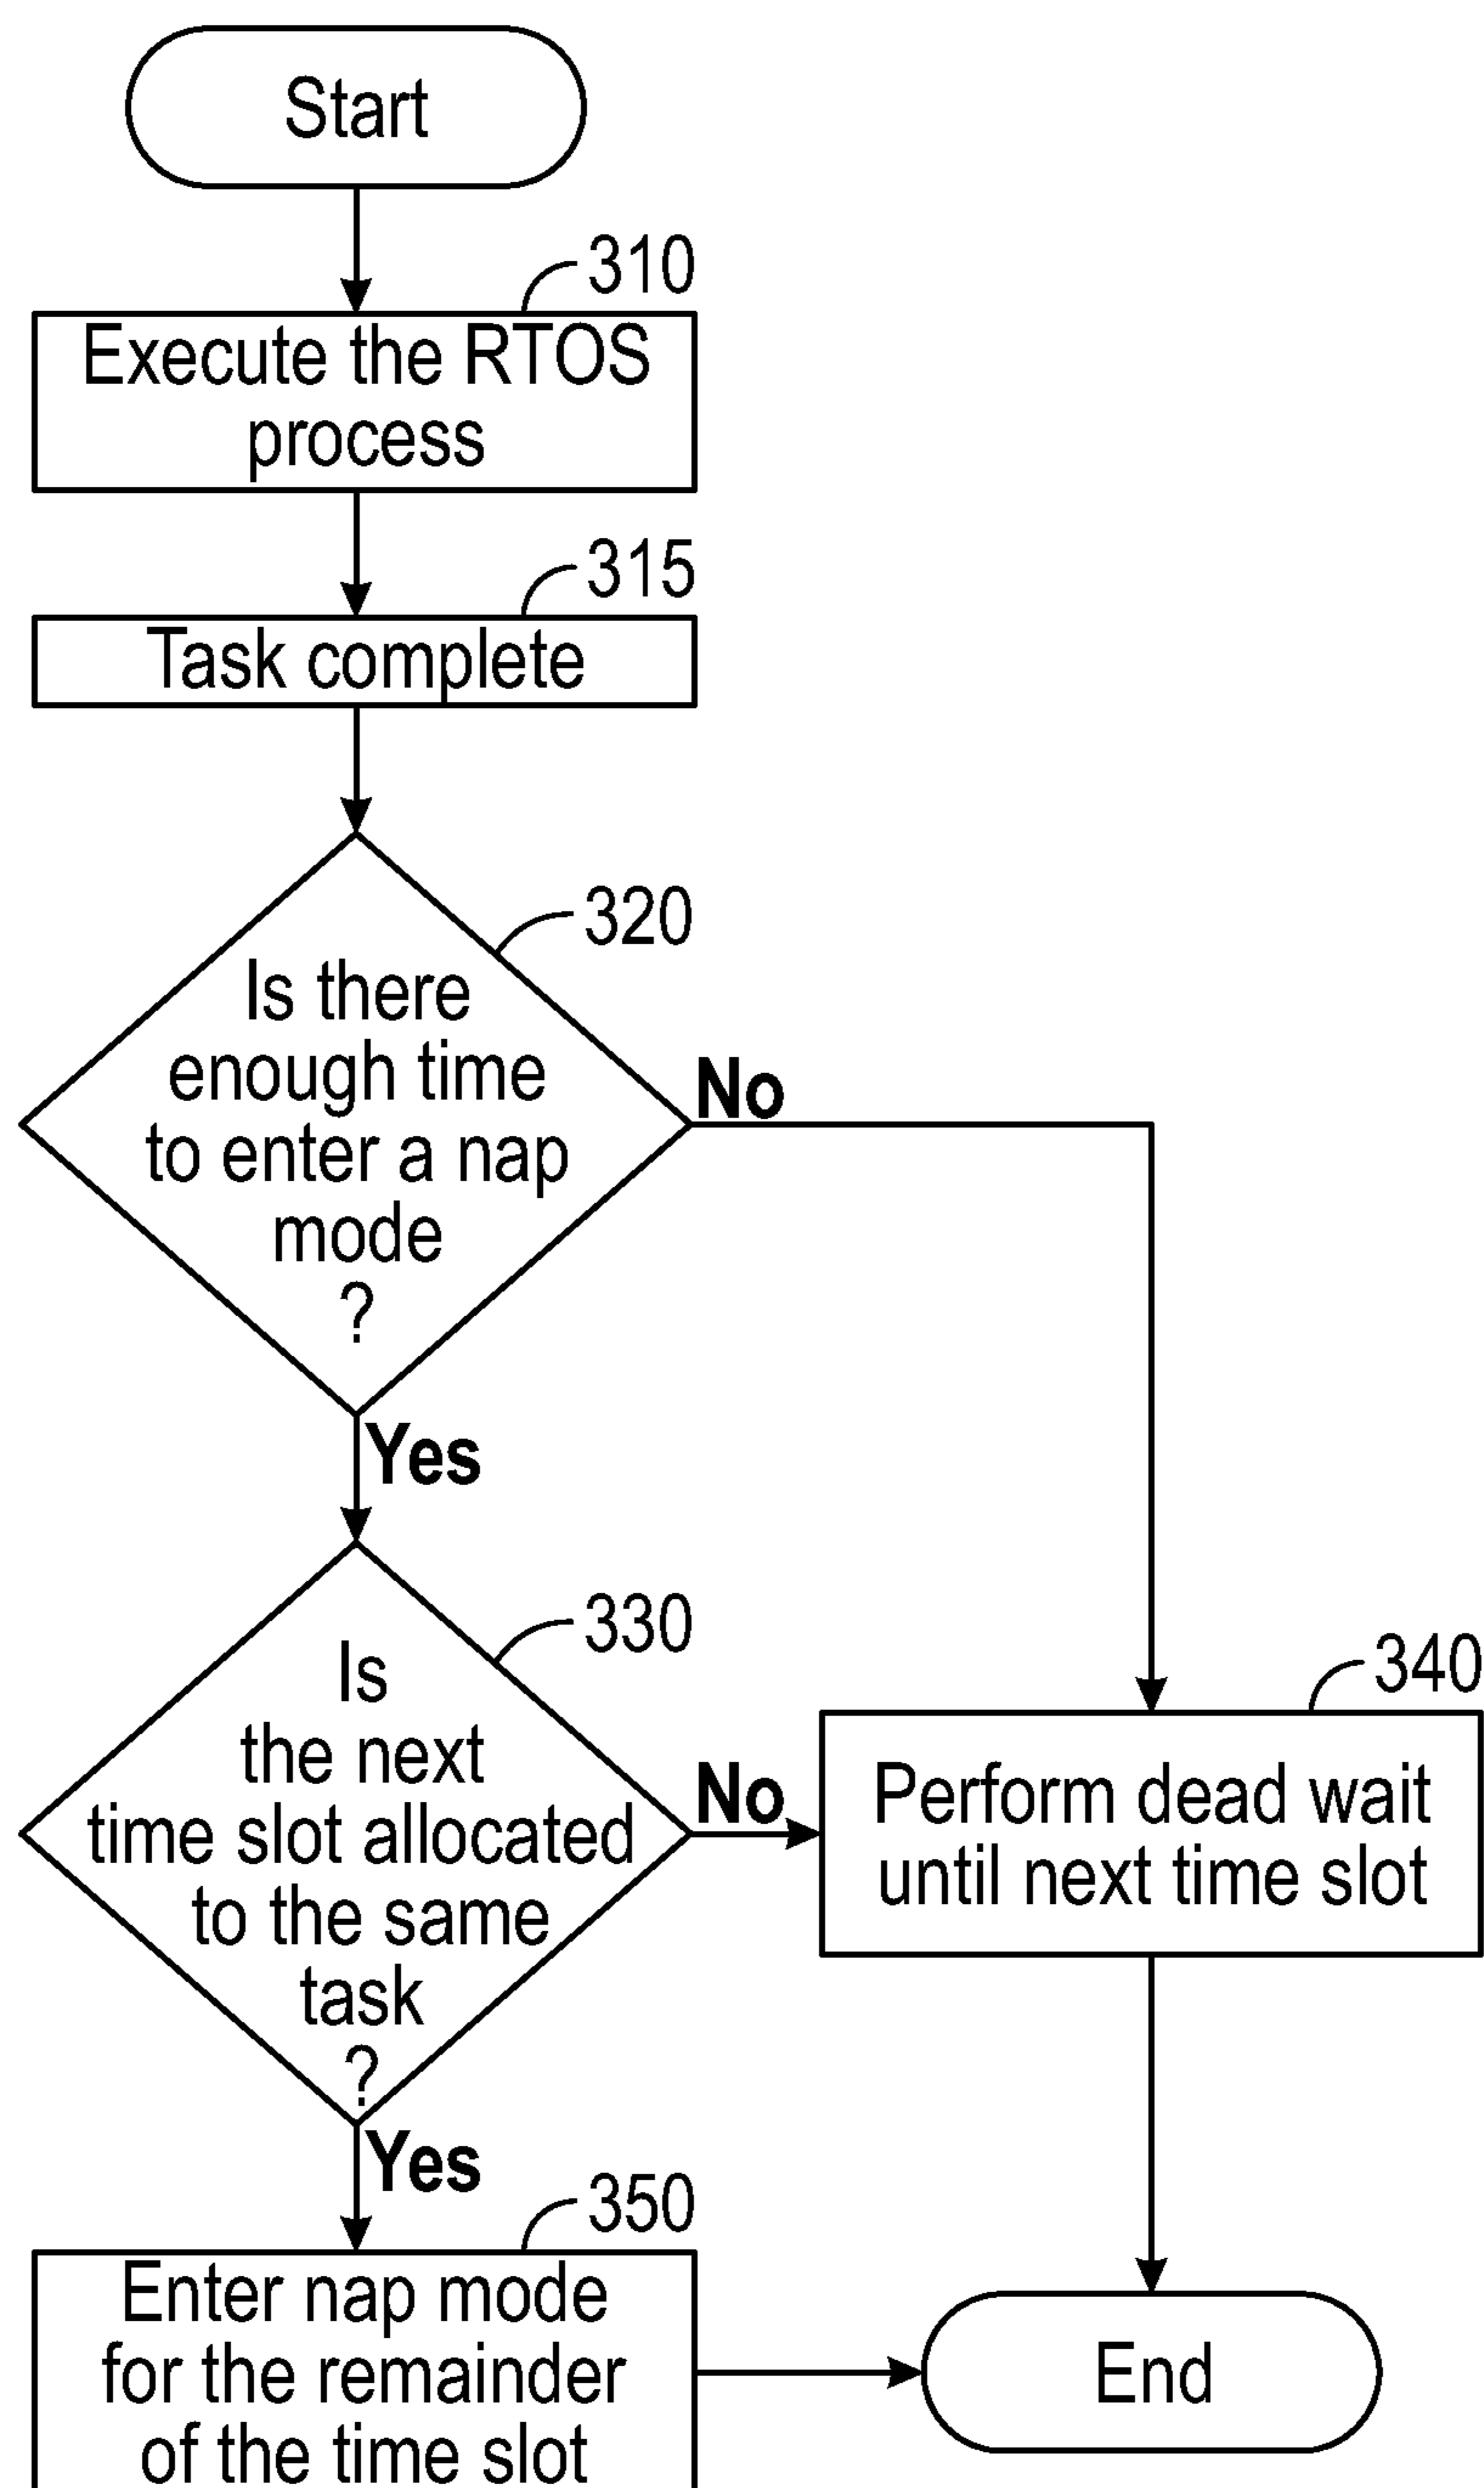 Start
310
Execute the RTOS
process
315
Task complete
320
Is there
enough time
to enter a nap
mode
?
No
Yes
330
Is
the next
time slot allocated
to the same
task
?
No
340
Perform dead wait
until next time slot
Yes
350
Enter nap mode
for the remainder
of the time slot
End